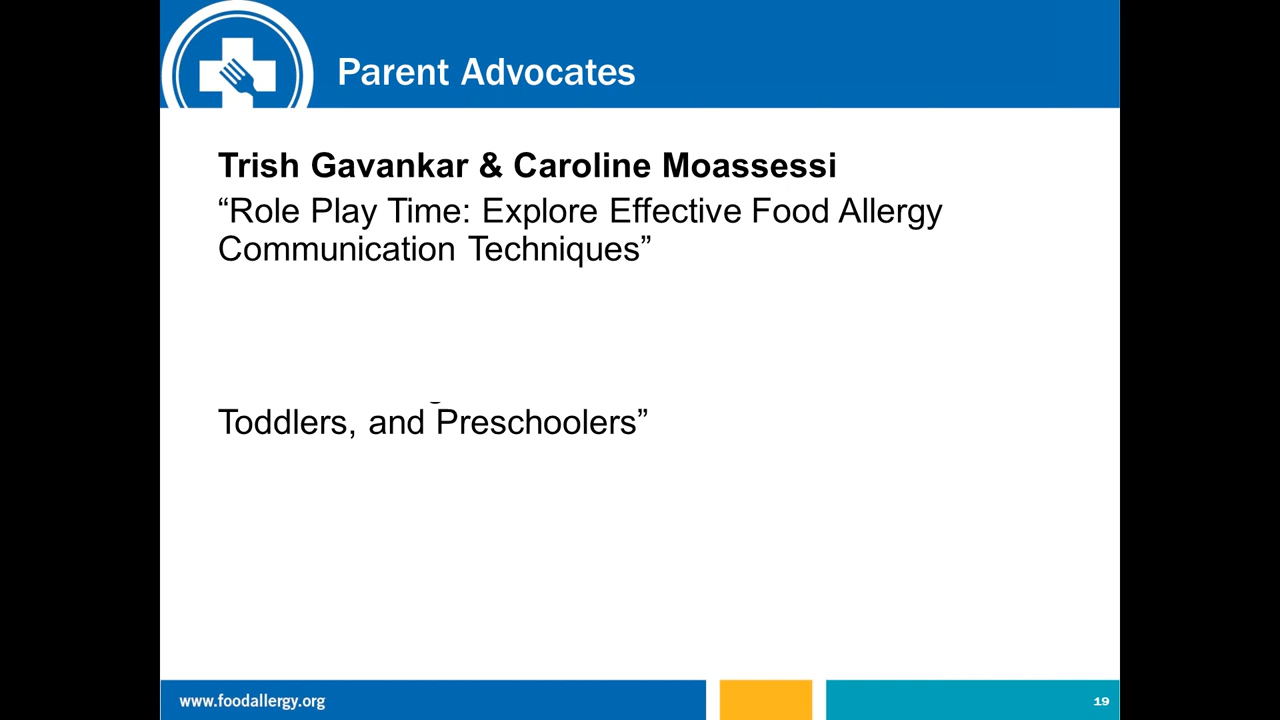 Parent Advocates
Trish Gavankar & Caroline Moassessi
“Role Play Time: Explore Effective Food Allergy
Communication Techniques”
Toddlers, and Preschoolers”
www.foodallergy.org
19